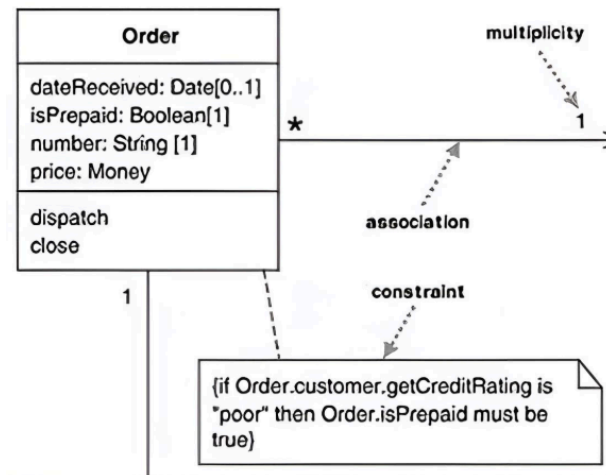 Order
multiplicity
dateReceived: Date[0..1]
isPrepaid: Boolean[1]
number: String [1]
price: Money
* 1
dispatch
close
association
1
constraint
{if Order.customer.getCreditRating is
"poor" then Order.isPrepaid must be
true}